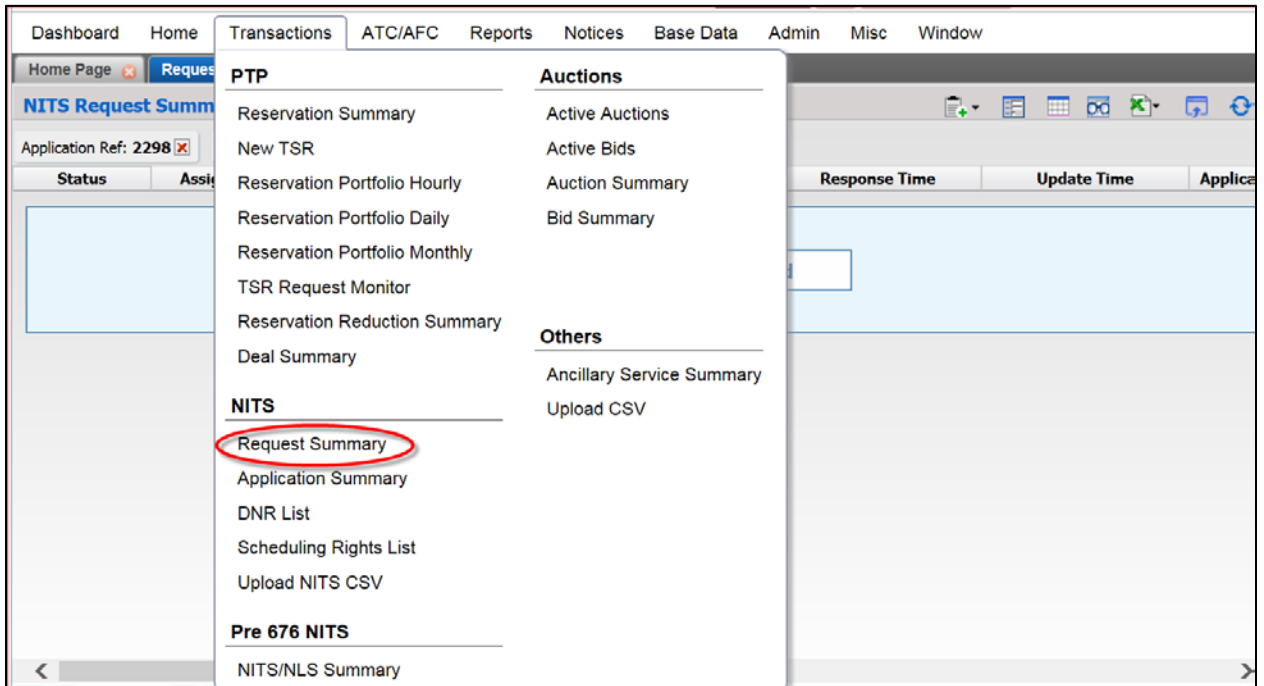 Dashboard Home Transactions ATC/AFC Reports Notices Base Data Admin Misc Window
Home Page Reques
NITS Request Summ
Application Ref: 2298
Status Assig Response Time Update Time Applica
PTP
Reservation Summary
New TSR
Reservation Portfolio Hourly
Reservation Portfolio Daily
Reservation Portfolio Monthly
TSR Request Monitor
Reservation Reduction Summary
Deal Summary
NITS
Request Summary
Application Summary
DNR List
Scheduling Rights List
Upload NITS CSV
Pre 676 NITS
NITS/NLS Summary
Auctions
Active Auctions
Active Bids
Auction Summary
Bid Summary
Others
Ancillary Service Summary
Upload CSV